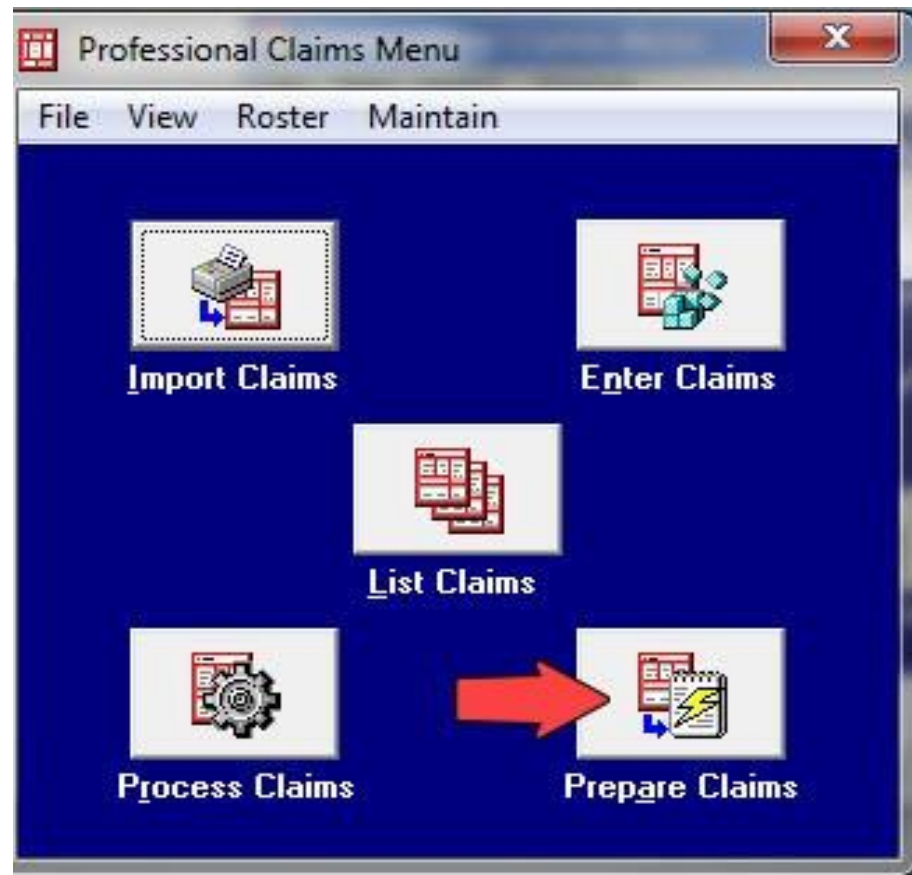 Professional Claims Menu
X
File View Roster Maintain
Import Claims
Enter Claims
List Claims
Process Claims
Prepare Claims